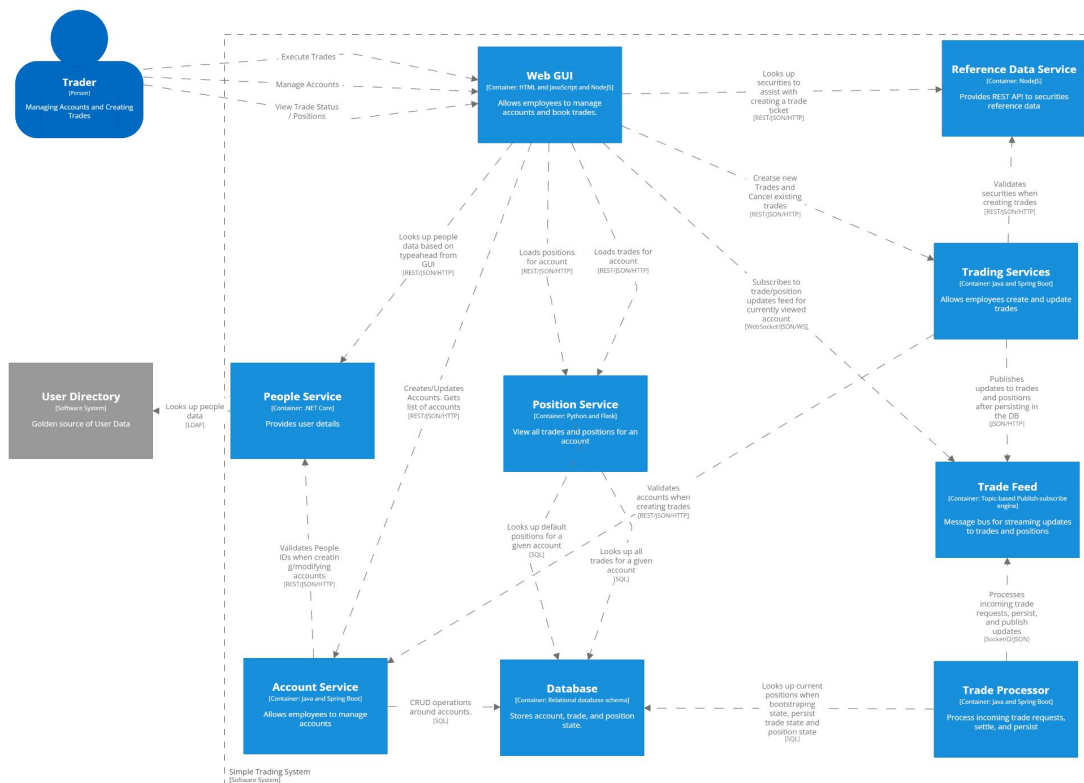 Trader
[Person]
Managing Accounts and Creating
Trades
Execute Trades
Manage Accounts
View Trade Status
/ Positions
Web GUI
[Container: HTML and JavaScript and NodeJS]
Allows employees to manage
accounts and book trades.
Looks up
securities to
assist with
creating a trade
ticket
[REST/JSON/HTTP]
Reference Data Service
[Container: NodeJS]
Provides REST API to securities
reference data
Creatse new
Trades and
Cancel existing
trades
[REST/JSON/HTTP]
Validates
securities when
creating trades
[REST/JSON/HTTP]
Looks up people
data based on
typeahead from
GUI
[REST/JSON/HTTP]
Loads positions
for account
[REST/JSON/HTTP]
Loads trades for
account
[REST/JSON/HTTP]
Subscribes to
trade/position
updates feed for
currently viewed
account
[WebSocket/JSON/WS],
Trading Services
[Container: Java and Spring Boot]
Allows employees create and update
trades
User Directory
[Software System]
Golden source of User Data
Looks up people
data
[LDAP]
People Service
[Container: .NET Core]
Provides user details
Creates/Updates
Accounts. Gets
list of accounts
[REST/JSON/HTTP]
Position Service
[Container: Python and Flask]
View all trades and positions for an
account
Publishes
updates to trades
and positions
after persisting in
the DB
[JSON/HTTP]
Trade Feed
[Container: Topic-based Publish-subscribe
engine]
Message bus for streaming updates
to trades and positions
Validates
accounts when
creating trades
[REST/JSON/HTTP]
Validates People
IDs when creatin
g/modifying
accounts
[REST/JSON/HTTP]
Looks up default
positions for a
given account
[SQL]
Looks up all
trades for a given
account
[SQL]
Processes
incoming trade
requests, persist,
and publish
updates
[SocketIO/JSON]
Account Service
[Container: Java and Spring Boot]
Allows employees to manage
accounts
CRUD operations
around accounts.
[SQL]
Database
[Container: Relational database schema]
Stores account, trade, and position
state.
Looks up current
positions when
bootstraping
state, persist
trade state and
position state
[SQL]
Trade Processor
[Container: Java and Spring Boot]
Process incoming trade requests,
settle, and persist
Simple Trading System
[Software System]